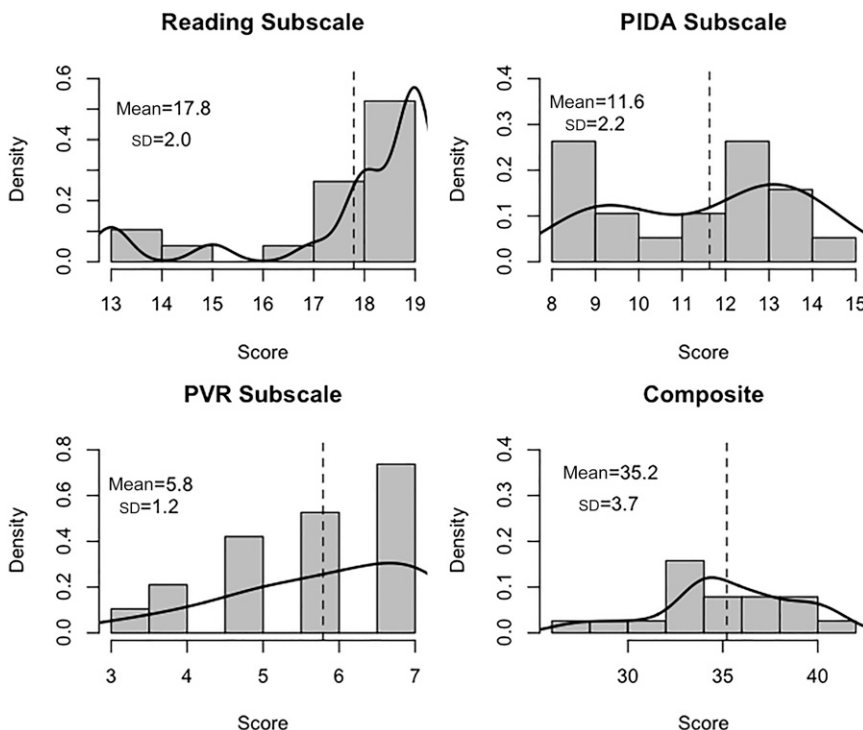 Reading Subscale
Mean=17.8
SD=2.0
Density
0.0 0.2 0.4 0.6
13 14 15 16 17 18 19
Score
PIDA Subscale
Mean=11.6
SD=2.2
Density
0.0 0.1 0.2 0.3 0.4
8 9 10 11 12 13 14 15
Score
PVR Subscale
Mean=5.8
SD=1.2
Density
0.0 0.2 0.4 0.6 0.8
3 4 5 6 7
Score
Composite
Mean=35.2
SD=3.7
Density
0.0 0.1 0.2 0.3 0.4
30 35 40
Score